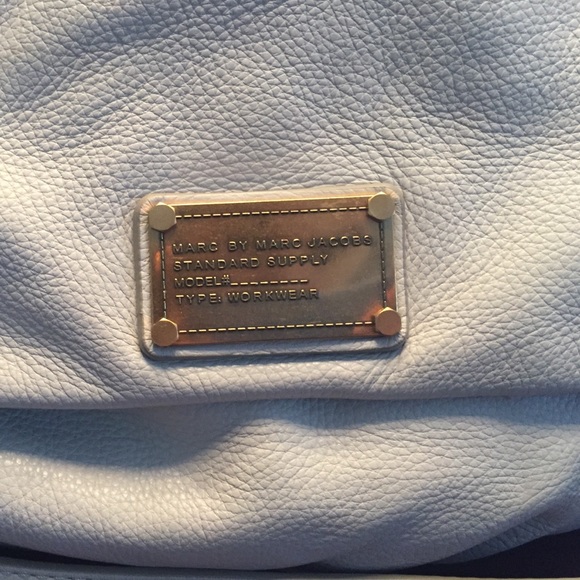 MARC BY MARC JACOBS
STANDARD SUPPLY
MODEL#________
TYPE: WORKWEAR